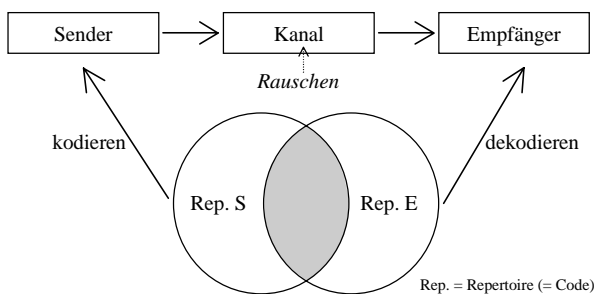 Sender Kanal Empfänger
Rauschen
kodieren dekodieren
Rep. S Rep. E
Rep. = Repertoire (= Code)